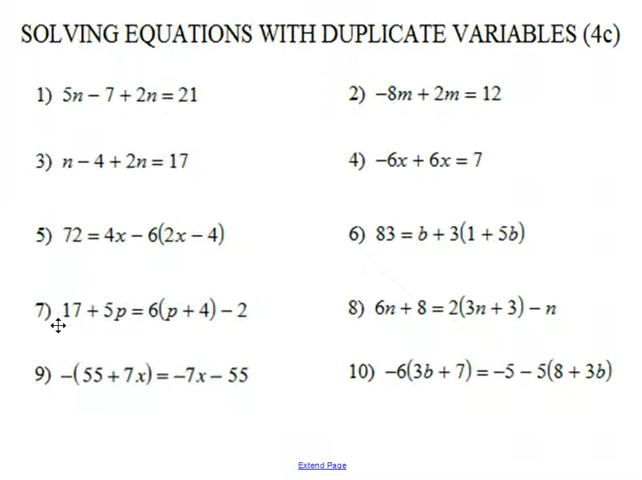 SOLVING EQUATIONS WITH DUPLICATE VARIABLES (4c)
1) 5n − 7 + 2n = 21
2) −8m + 2m = 12
3) n − 4 + 2n = 17
4) −6x + 6x = 7
5) 72 = 4x − 6(2x − 4)
6) 83 = b + 3(1 + 5b)
7) 17 + 5p = 6(p + 4) − 2
8) 6n + 8 = 2(3n + 3) − n
9) −(55 + 7x) = −7x − 55
10) −6(3b + 7) = −5 − 5(8 + 3b)
Extend Page